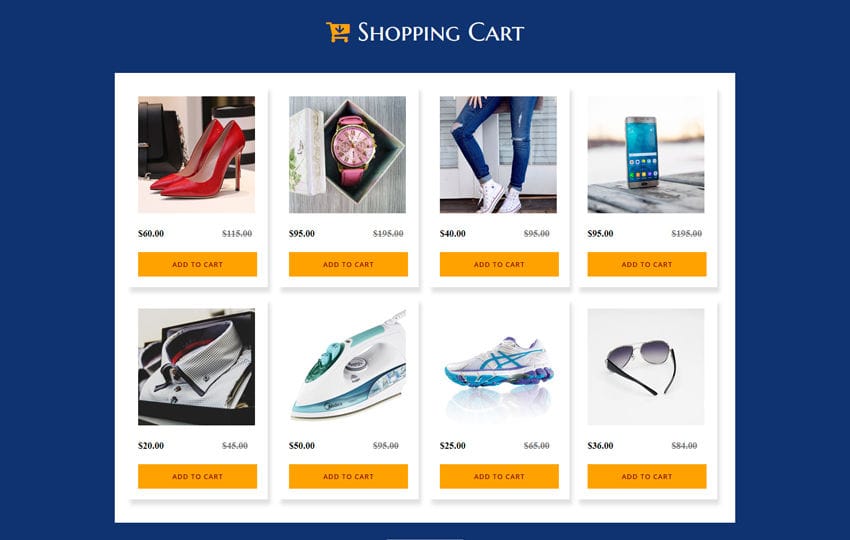 Shopping Cart
$60.00 $115.00
$95.00 $195.00
$40.00 $95.00
$95.00 $195.00
ADD TO CART
ADD TO CART
ADD TO CART
ADD TO CART
$20.00 $45.00
$50.00 $95.00
$25.00 $65.00
$36.00 $84.00
ADD TO CART
ADD TO CART
ADD TO CART
ADD TO CART